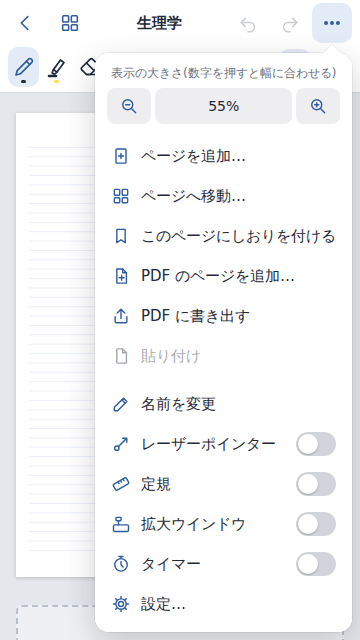 生理学
表示の大きさ(数字を押すと幅に合わせる)
55%
ページを追加...
ページへ移動...
このページにしおりを付ける
PDF のページを追加...
PDF に書き出す
貼り付け
名前を変更
レーザーポインター
定規
拡大ウインドウ
タイマー
設定...